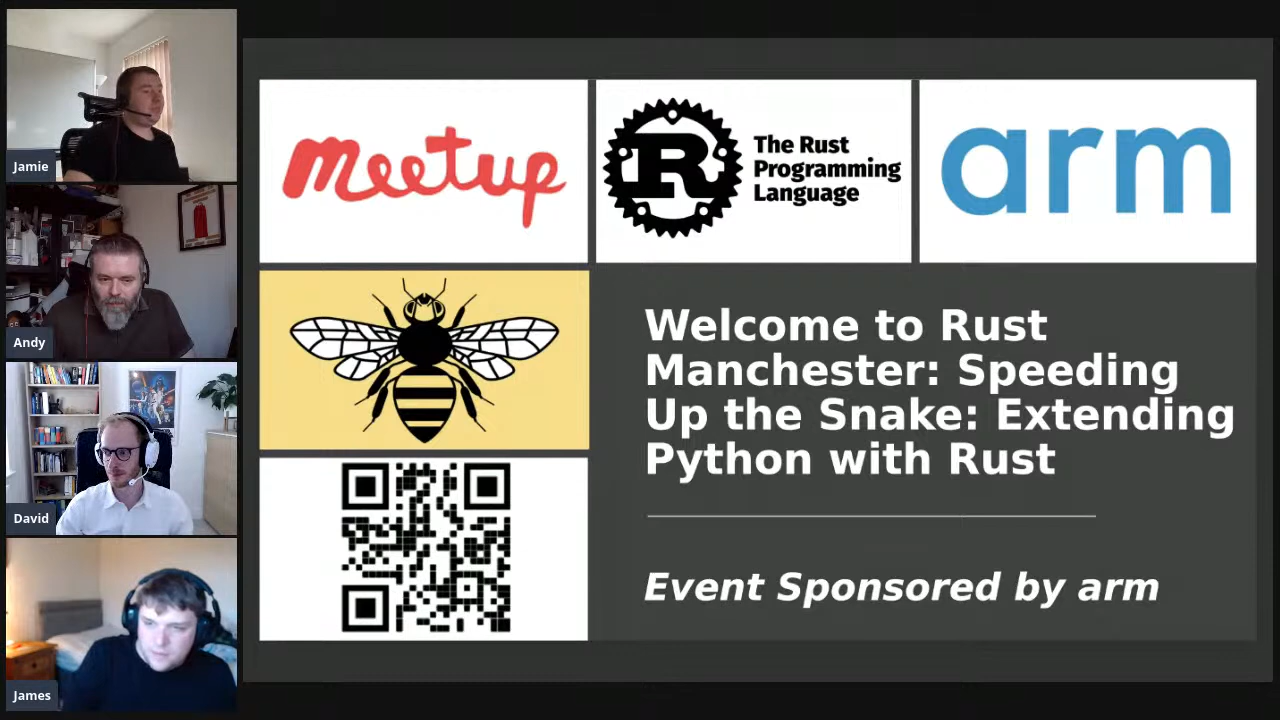 Jamie
Andy
David
James
meetup
R
The Rust
Programming
Language
arm
Welcome to Rust
Manchester: Speeding
Up the Snake: Extending
Python with Rust
Event Sponsored by arm